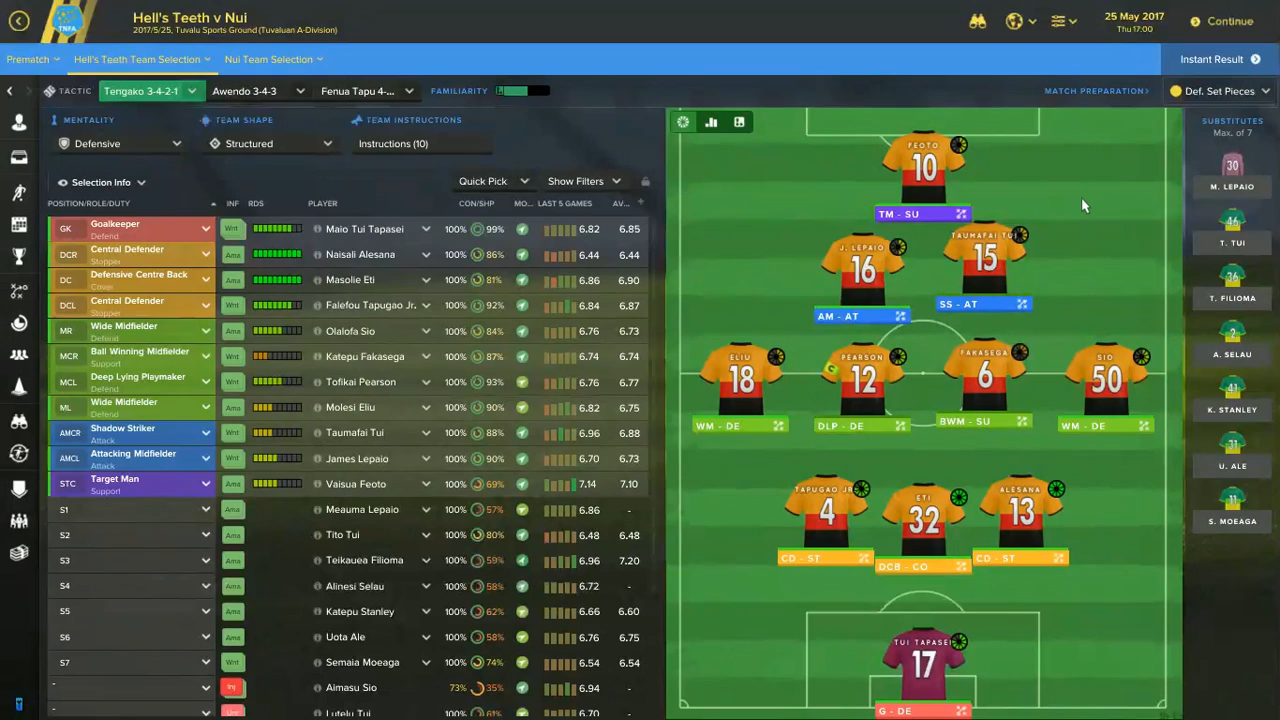 Hell's Teeth v Nui
2017/5/25, Tuvalu Sports Ground (Tuvaluan A-Division)
TNFA
25 May 2017
Thu 17:00
Continue
Prematch
Hell's Teeth Team Selection
Nui Team Selection
Instant Result
TACTIC
Tengako 3-4-2-1
Awendo 3-4-3
Fenua Tapu 4-...
FAMILIARITY
MATCH PREPARATION>
Def. Set Pieces
MENTALITY
TEAM SHAPE
TEAM INSTRUCTIONS
Defensive
Structured
Instructions (10)
Selection Info
Quick Pick
Show Filters
POSITION/ROLE/DUTY INF RDS PLAYER CON/SHP MO... LAST 5 GAMES AV...
GK Goalkeeper Defend Wnt Maio Tui Tapasei 100% 99% 6.82 6.85
DCR Central Defender Stopper Ama Naisali Alesana 100% 86% 6.44 6.44
DC Defensive Centre Back Cover Ama Masolie Eti 100% 81% 6.86 6.90
DCL Central Defender Stopper Wnt Falefou Tapugao Jr. 100% 92% 6.84 6.87
MR Wide Midfielder Defend Ama Olalofa Sio 100% 84% 6.76 6.73
MCR Ball Winning Midfielder Support Wnt Katepu Fakasega 100% 87% 6.74 6.74
MCL Deep Lying Playmaker Defend Ama Tofikai Pearson 100% 93% 6.76 6.77
ML Wide Midfielder Defend Ama Molesi Eliu 100% 90% 6.82 6.75
AMCR Shadow Striker Attack Wnt Taumafai Tui 100% 88% 6.96 6.88
AMCL Attacking Midfielder Attack Wnt James Lepaio 100% 90% 6.70 6.73
STC Target Man Support Ama Vaisua Feoto 100% 69% 7.14 7.10
S1 Ama Meauma Lepaio 100% 57% 6.86 -
S2 Ama Tito Tui 100% 80% 6.48 6.48
S3 Ama Teikauea Filioma 100% 56% 6.96 7.20
S4 Ama Alinesi Selau 100% 58% 6.72 -
S5 Ama Katepu Stanley 100% 62% 6.66 6.60
S6 Ama Uota Ale 100% 58% 6.76 6.75
S7 Wnt Semaia Moeaga 100% 74% 6.54 6.54
- Inj Aimasu Sio 73% 35% 6.94 -
- Lutelu Tui 100% 61% 6.70
FEOTO
10
TM - SU
J. LEPAIO
16
AM - AT
TAUMAFAI TUI
15
SS - AT
ELIU
18
WM - DE
PEARSON
C
12
DLP - DE
FAKASEGA
6
BWM - SU
SIO
50
WM - DE
TAPUGAO JR.
4
CD - ST
ETI
32
DCB - CO
ALESANA
13
CD - ST
TUI TAPASEI
17
G - DE
SUBSTITUTES
Max. of 7
30
M. LEPAIO
46
T. TUI
36
T. FILIOMA
2
A. SELAU
41
K. STANLEY
31
U. ALE
11
S. MOEAGA